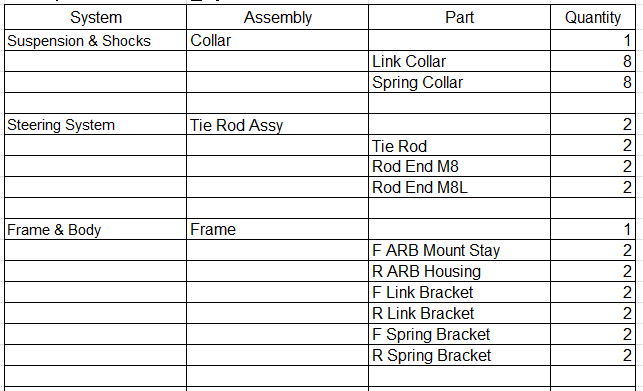 System Assembly Part Quantity
Suspension & Shocks Collar 1
Link Collar 8
Spring Collar 8
Steering System Tie Rod Assy 2
Tie Rod 2
Rod End M8 2
Rod End M8L 2
Frame & Body Frame 1
F ARB Mount Stay 2
R ARB Housing 2
F Link Bracket 2
R Link Bracket 2
F Spring Bracket 2
R Spring Bracket 2